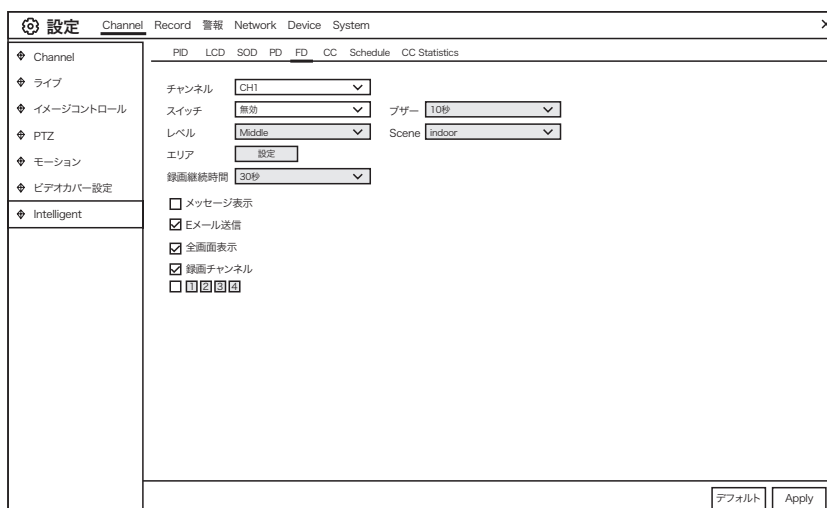 設定 Channel Record 警報 Network Device System
Channel
ライブ
イメージコントロール
PTZ
モーション
ビデオカバー設定
Intelligent
PID LCD SOD PD FD CC Schedule CC Statistics
チャンネル CH1
スイッチ 無効 ブザー 10秒
レベル Middle Scene indoor
エリア 設定
録画継続時間 30秒
メッセージ表示
Eメール送信
全画面表示
録画チャンネル
1 2 3 4
デフォルト Apply